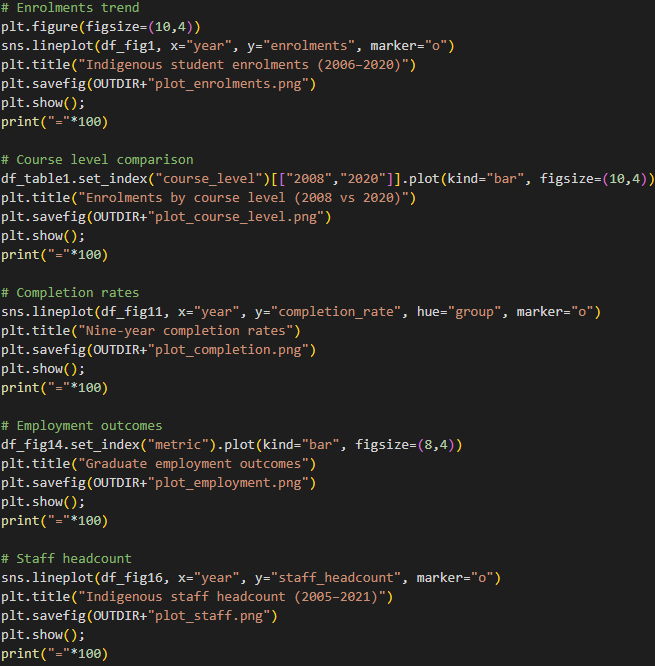 # Enrolments trend
plt.figure(figsize=(10,4))
sns.lineplot(df_fig1, x="year", y="enrolments", marker="o")
plt.title("Indigenous student enrolments (2006–2020)")
plt.savefig(OUTDIR+"plot_enrolments.png")
plt.show();
print("="*100)

# Course level comparison
df_table1.set_index("course_level")[["2008","2020"]].plot(kind="bar", figsize=(10,4))
plt.title("Enrolments by course level (2008 vs 2020)")
plt.savefig(OUTDIR+"plot_course_level.png")
plt.show();
print("="*100)

# Completion rates
sns.lineplot(df_fig11, x="year", y="completion_rate", hue="group", marker="o")
plt.title("Nine-year completion rates")
plt.savefig(OUTDIR+"plot_completion.png")
plt.show();
print("="*100)

# Employment outcomes
df_fig14.set_index("metric").plot(kind="bar", figsize=(8,4))
plt.title("Graduate employment outcomes")
plt.savefig(OUTDIR+"plot_employment.png")
plt.show();
print("="*100)

# Staff headcount
sns.lineplot(df_fig16, x="year", y="staff_headcount", marker="o")
plt.title("Indigenous staff headcount (2005–2021)")
plt.savefig(OUTDIR+"plot_staff.png")
plt.show();
print("="*100)